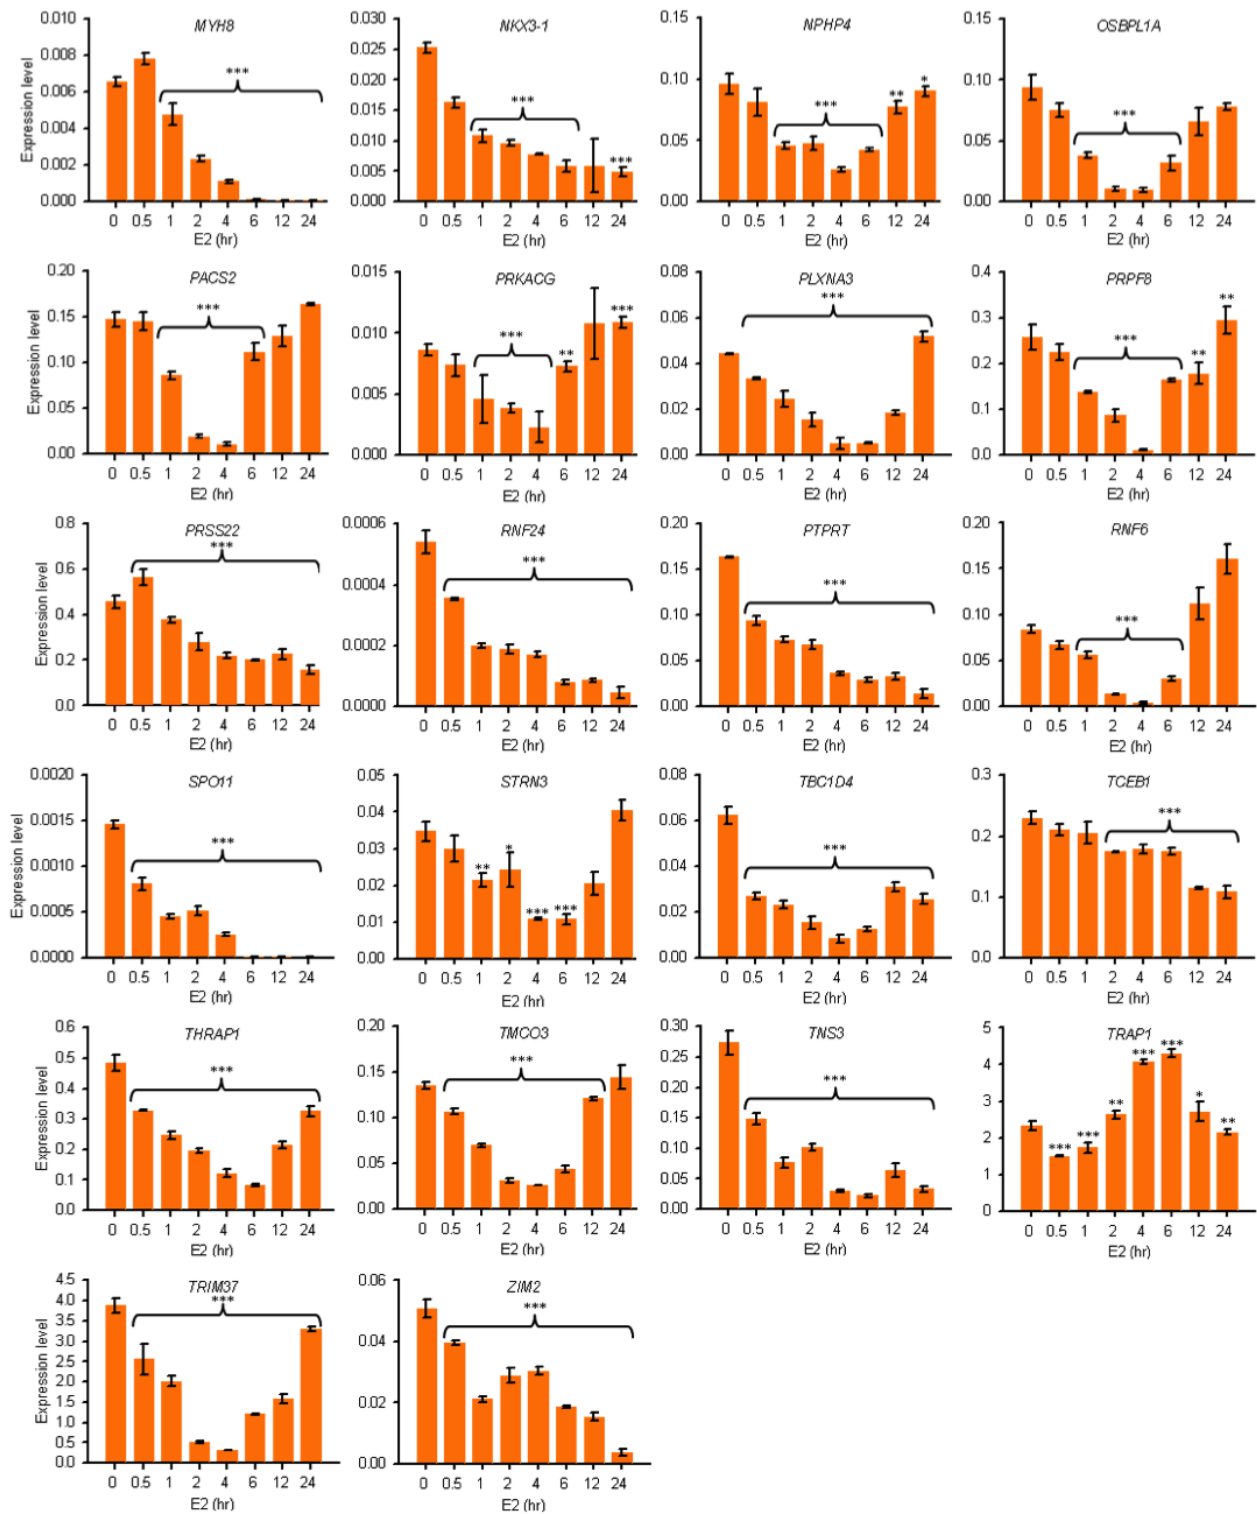 MYH8
NKX3-1
NPHP4
OSBPL1A
Expression level
0.010
0.008
0.006
0.004
0.002
0.000
***
0 0.5 1 2 4 6 12 24
E2 (hr)
0.030
0.025
0.020
0.015
0.010
0.005
0.000
***
***
0 0.5 1 2 4 6 12 24
E2 (hr)
0.15
0.10
0.05
0.00
***
**
*
0 0.5 1 2 4 6 12 24
E2 (hr)
0.15
0.10
0.05
0.00
***
0 0.5 1 2 4 6 12 24
E2 (hr)
PACS2
PRKACG
PLXNA3
PRPF8
Expression level
0.20
0.15
0.10
0.05
0.00
***
0 0.5 1 2 4 6 12 24
E2 (hr)
0.015
0.010
0.005
0.000
***
**
***
0 0.5 1 2 4 6 12 24
E2 (hr)
0.08
0.06
0.04
0.02
0.00
***
0 0.5 1 2 4 6 12 24
E2 (hr)
0.4
0.3
0.2
0.1
0.0
***
**
**
0 0.5 1 2 4 6 12 24
E2 (hr)
PRSS22
RNF24
PTPRT
RNF6
Expression level
0.8
0.6
0.4
0.2
0.0
***
0 0.5 1 2 4 6 12 24
E2 (hr)
0.0006
0.0004
0.0002
0.0000
***
0 0.5 1 2 4 6 12 24
E2 (hr)
0.20
0.15
0.10
0.05
0.00
***
0 0.5 1 2 4 6 12 24
E2 (hr)
0.20
0.15
0.10
0.05
0.00
***
0 0.5 1 2 4 6 12 24
E2 (hr)
SPO11
STRN3
TBC1D4
TCEB1
Expression level
0.0020
0.0015
0.0010
0.0005
0.0000
***
0 0.5 1 2 4 6 12 24
E2 (hr)
0.05
0.04
0.03
0.02
0.01
0.00
**
*
***
***
0 0.5 1 2 4 6 12 24
E2 (hr)
0.08
0.06
0.04
0.02
0.00
***
0 0.5 1 2 4 6 12 24
E2 (hr)
0.3
0.2
0.1
0.0
***
0 0.5 1 2 4 6 12 24
E2 (hr)
THRAP1
TMCO3
TNS3
TRAP1
Expression level
0.6
0.5
0.4
0.3
0.2
0.1
0.0
***
0 0.5 1 2 4 6 12 24
E2 (hr)
0.20
0.15
0.10
0.05
0.00
***
0 0.5 1 2 4 6 12 24
E2 (hr)
0.30
0.25
0.20
0.15
0.10
0.05
0.00
***
0 0.5 1 2 4 6 12 24
E2 (hr)
5
4
3
2
1
0
***
***
**
***
***
*
**
0 0.5 1 2 4 6 12 24
E2 (hr)
TRIM37
ZIM2
Expression level
4.5
4.0
3.5
3.0
2.5
2.0
1.5
1.0
0.5
0.0
***
0 0.5 1 2 4 6 12 24
E2 (hr)
0.06
0.04
0.02
0.00
***
0 0.5 1 2 4 6 12 24
E2 (hr)